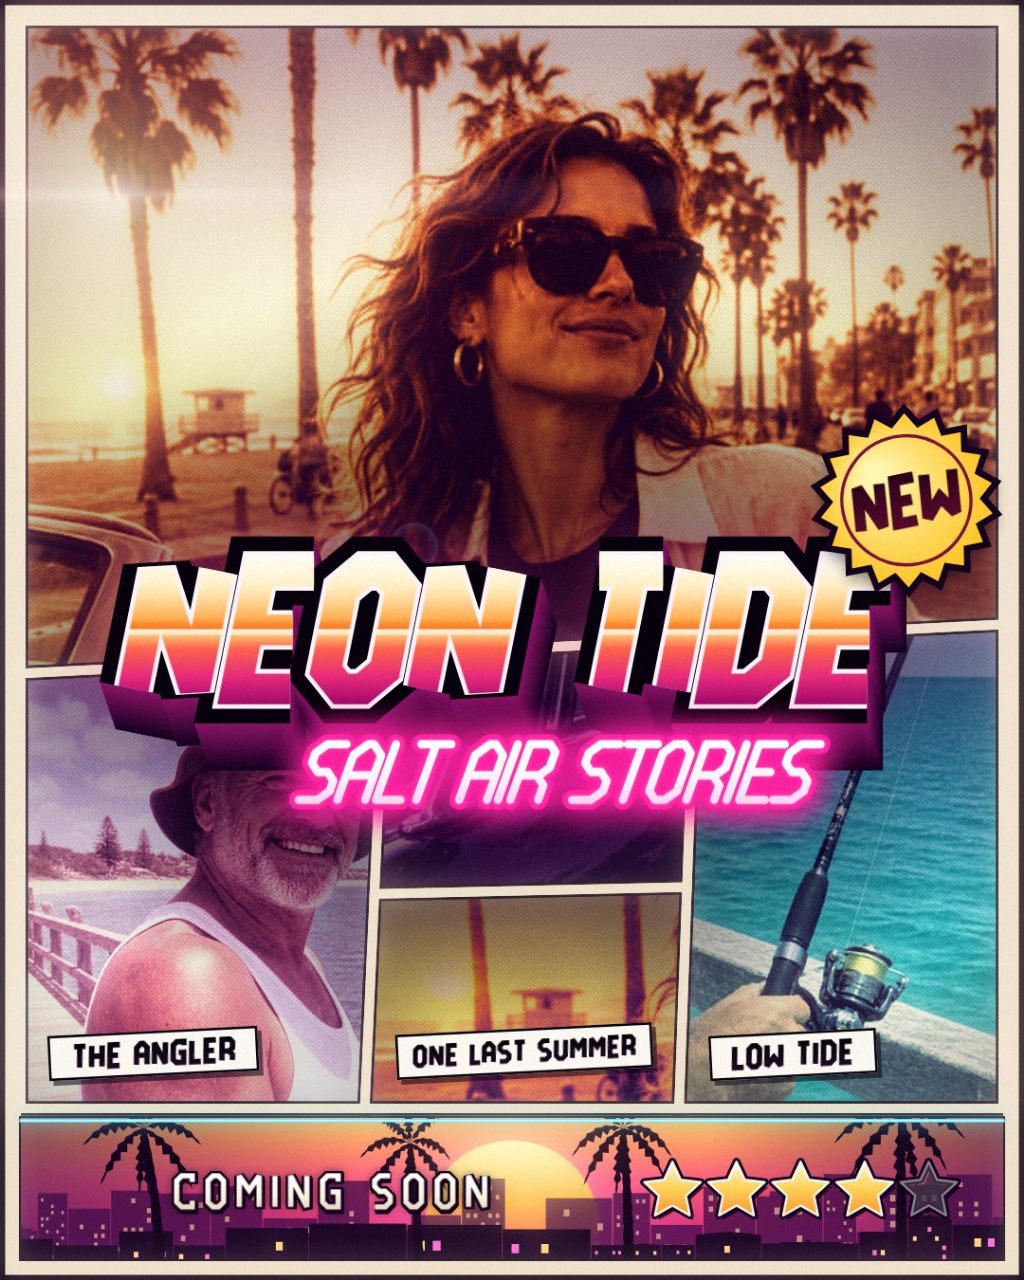 NEW
NEON TIDE
SALT AIR STORIES
THE ANGLER
ONE LAST SUMMER
LOW TIDE
COMING SOON